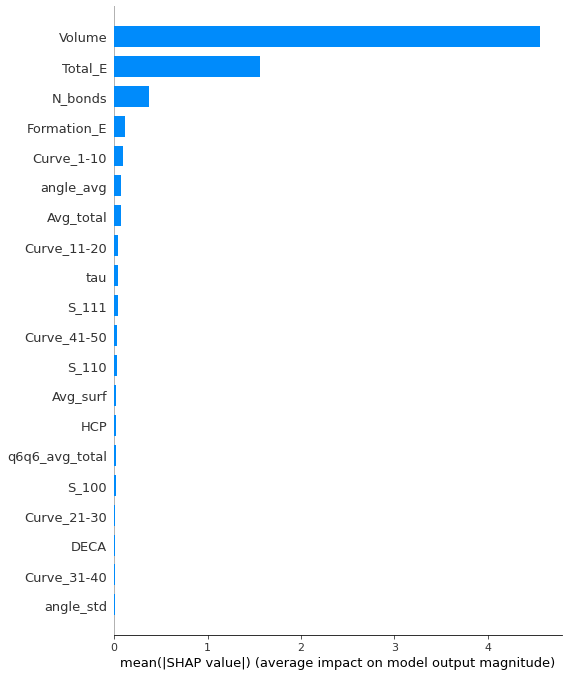 Volume
Total_E
N_bonds
Formation_E
Curve_1-10
angle_avg
Avg_total
Curve_11-20
tau
S_111
Curve_41-50
S_110
Avg_surf
HCP
q6q6_avg_total
S_100
Curve_21-30
DECA
Curve_31-40
angle_std
0 1 2 3 4
mean(|SHAP value|) (average impact on model output magnitude)